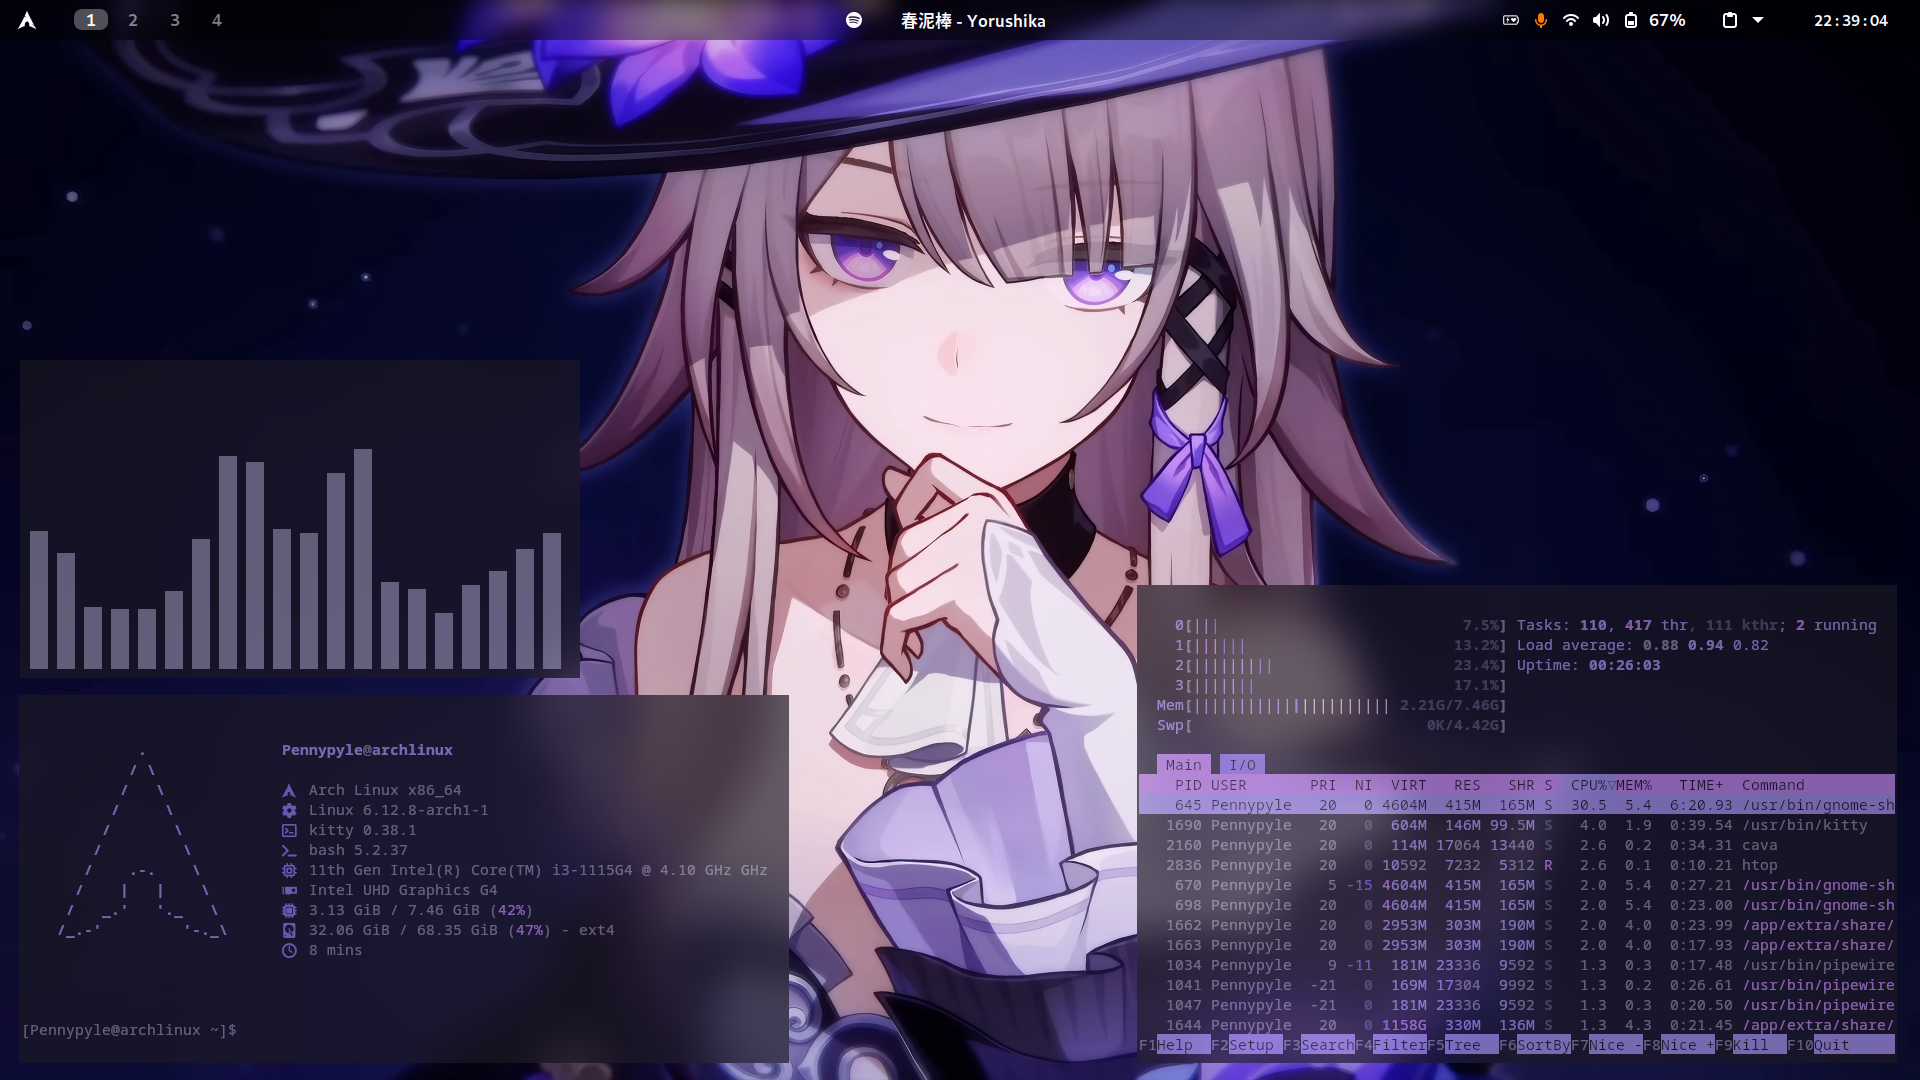 1 2 3 4
春泥棒 - Yorushika
67%
22:39:04
Pennypyle@archlinux
Arch Linux x86_64
Linux 6.12.8-arch1-1
kitty 0.38.1
bash 5.2.37
11th Gen Intel(R) Core(TM) i3-1115G4 @ 4.10 GHz GHz
Intel UHD Graphics G4
3.13 GiB / 7.46 GiB (42%)
32.06 GiB / 68.35 GiB (47%) - ext4
8 mins
[Pennypyle@archlinux ~]$
0[||| 7.5%] Tasks: 110, 417 thr, 111 kthr; 2 running
1[|||||| 13.2%] Load average: 0.88 0.94 0.82
2[||||||||| 23.4%] Uptime: 00:26:03
3[||||||| 17.1%]
Mem[|||||||||||||||||||||| 2.21G/7.46G]
Swp[ 0K/4.42G]
Main I/O
PID USER PRI NI VIRT RES SHR S CPU%▽MEM% TIME+ Command
645 Pennypyle 20 0 4604M 415M 165M S 30.5 5.4 6:20.93 /usr/bin/gnome-sh
1690 Pennypyle 20 0 604M 146M 99.5M S 4.0 1.9 0:39.54 /usr/bin/kitty
2160 Pennypyle 20 0 114M 17064 13440 S 2.6 0.2 0:34.31 cava
2836 Pennypyle 20 0 10592 7232 5312 R 2.6 0.1 0:10.21 htop
670 Pennypyle 5 -15 4604M 415M 165M S 2.0 5.4 0:27.21 /usr/bin/gnome-sh
698 Pennypyle 20 0 4604M 415M 165M S 2.0 5.4 0:23.00 /usr/bin/gnome-sh
1662 Pennypyle 20 0 2953M 303M 190M S 2.0 4.0 0:23.99 /app/extra/share/
1663 Pennypyle 20 0 2953M 303M 190M S 2.0 4.0 0:17.93 /app/extra/share/
1034 Pennypyle 9 -11 181M 23336 9592 S 1.3 0.3 0:17.48 /usr/bin/pipewire
1041 Pennypyle -21 0 169M 17304 9992 S 1.3 0.2 0:26.61 /usr/bin/pipewire
1047 Pennypyle -21 0 181M 23336 9592 S 1.3 0.3 0:20.50 /usr/bin/pipewire
1644 Pennypyle 20 0 1158G 330M 136M S 1.3 4.3 0:21.45 /app/extra/share/
F1Help F2Setup F3SearchF4FilterF5Tree F6SortByF7Nice -F8Nice +F9Kill F10Quit